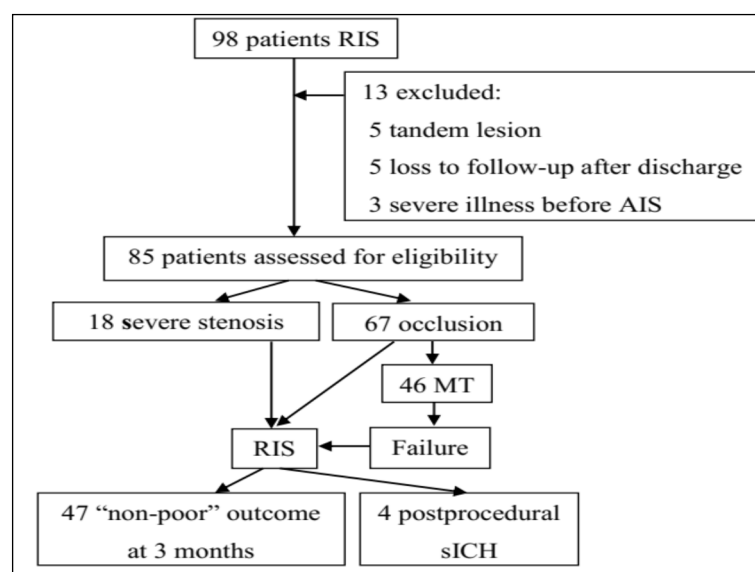 98 patients RIS
13 excluded:
5 tandem lesion
5 loss to follow-up after discharge
3 severe illness before AIS
85 patients assessed for eligibility
18 severe stenosis
67 occlusion
46 MT
RIS
Failure
47 “non-poor” outcome
at 3 months
4 postprocedural
sICH